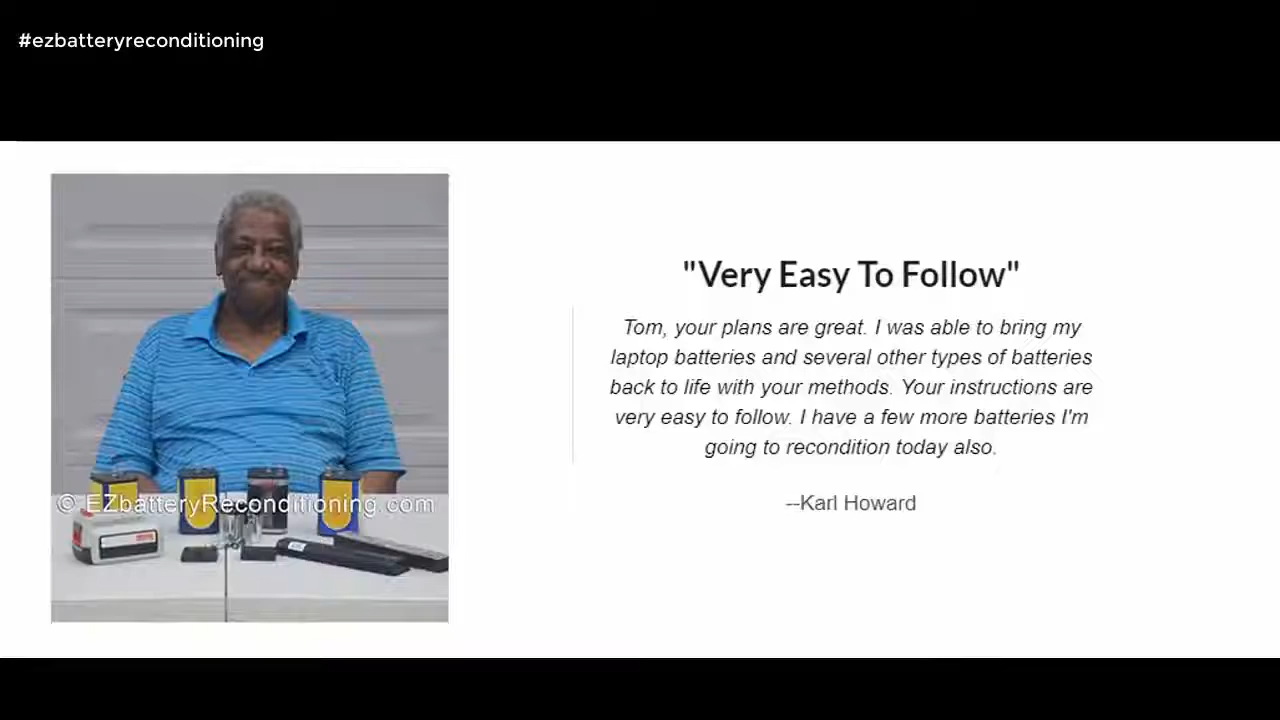 #ezbatteryreconditioning
"Very Easy To Follow"
Tom, your plans are great. I was able to bring my
laptop batteries and several other types of batteries
back to life with your methods. Your instructions are
very easy to follow. I have a few more batteries I'm
going to recondition today also.
--Karl Howard
© EZbatteryReconditioning.com